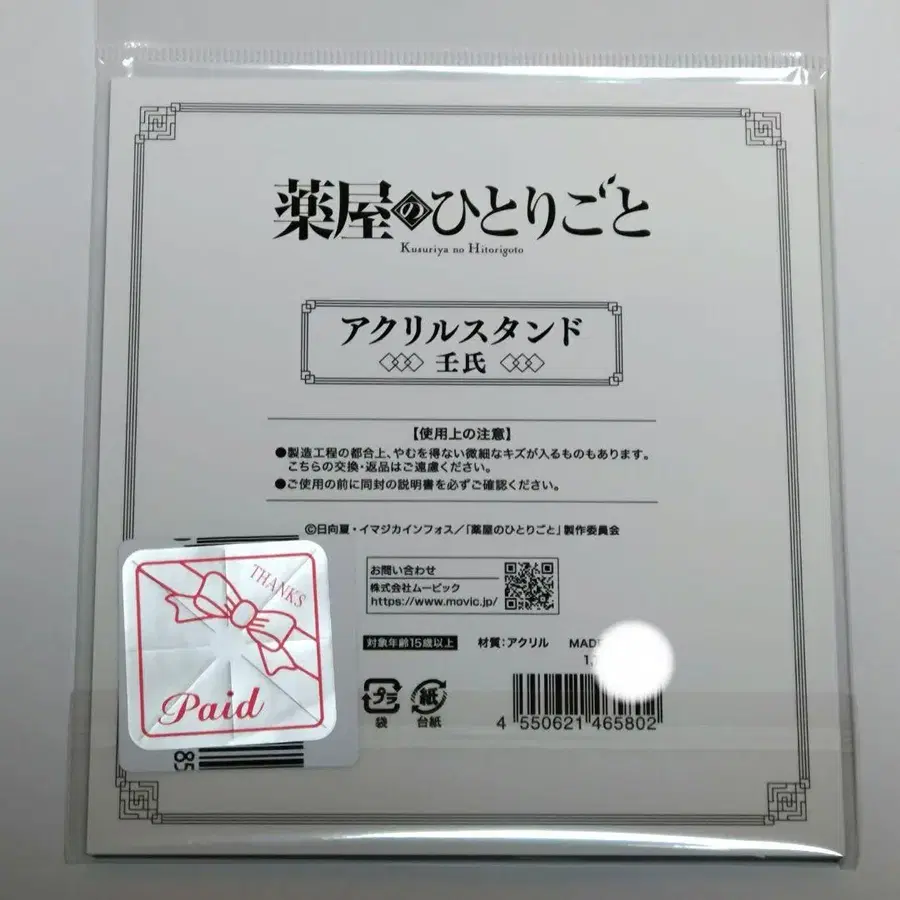 薬屋のひとりごと
Kusuriya no Hitorigoto
アクリルスタンド
壬氏
【使用上の注意】
●製造工程の都合上、やむを得ない微細なキズが入るものもあります。
こちらの交換・返品はご遠慮ください。
●ご使用の前に同封の説明書を必ずご確認ください。
©日向夏・イマジカインフォス/「薬屋のひとりごと」製作委員会
お問い合わせ
株式会社ムービック
https://www.movic.jp/
対象年齢15歳以上 材質:アクリル
プラ 紙
袋 台紙
4 550621 465802
THANKS
Paid
85